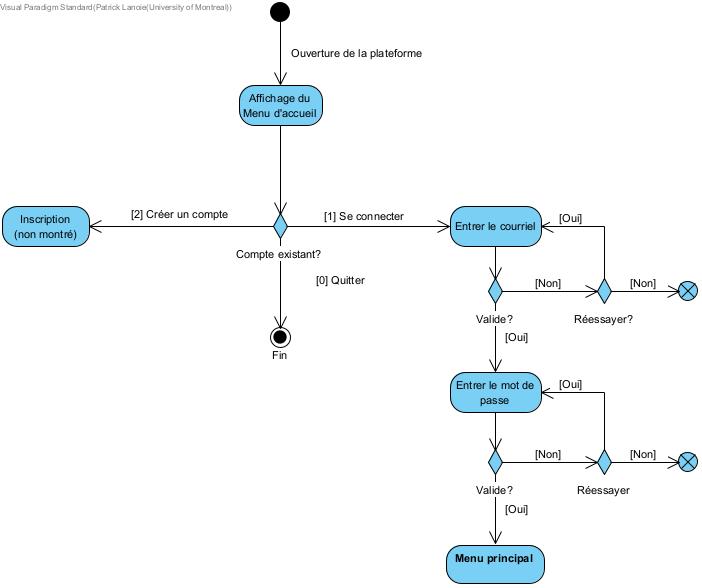 Visual Paradigm Standard(Patrick Lanoie(University of Montreal))
Ouverture de la plateforme
Affichage du
Menu d'accueil
Inscription
(non montré)
[2] Créer un compte
[1] Se connecter
Compte existant?
[0] Quitter
Fin
Entrer le courriel
[Oui]
[Non]
[Non]
Valide?
Réessayer?
[Oui]
Entrer le mot de
passe
[Oui]
[Non]
[Non]
Valide?
Réessayer
[Oui]
Menu principal